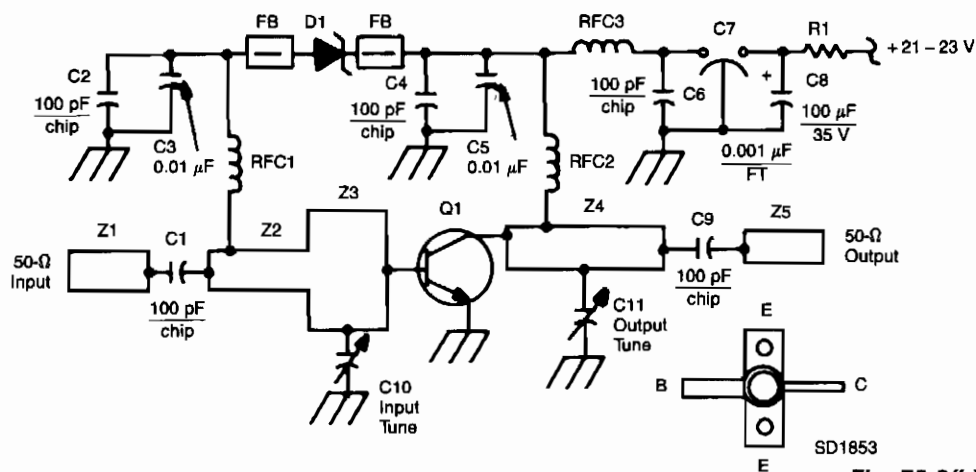 FB
D1
FB
RFC3
C7
R1
+ 21 – 23 V
C2
100 pF
chip
C3
0.01 µF
RFC1
C4
100 pF
chip
C5
0.01 µF
RFC2
100 pF
chip
C6
+
C8
100 µF
35 V
0.001 µF
FT
Z1
50-Ω
Input
C1
100 pF
chip
Z2
Z3
Q1
Z4
C9
100 pF
chip
Z5
50-Ω
Output
C10
Input
Tune
C11
Output
Tune
E
B
C
E
SD1853